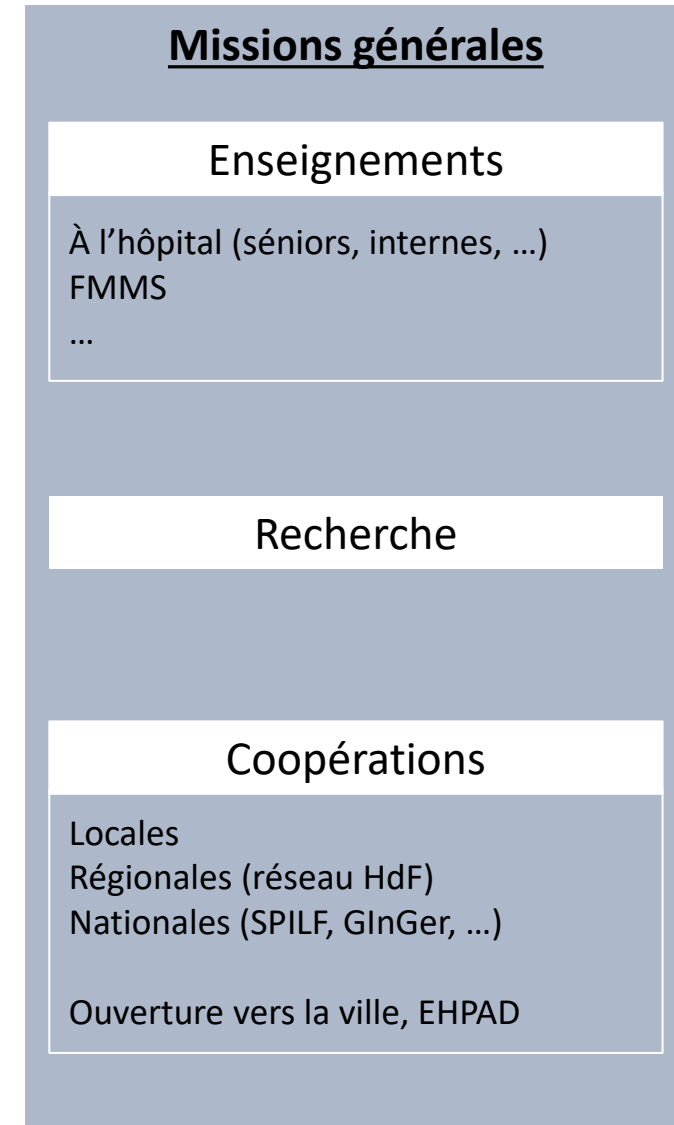 Missions générales
Enseignements
À l’hôpital (séniors, internes, …)
FMMS
…
Recherche
Coopérations
Locales
Régionales (réseau HdF)
Nationales (SPILF, GInGer, …)
Ouverture vers la ville, EHPAD